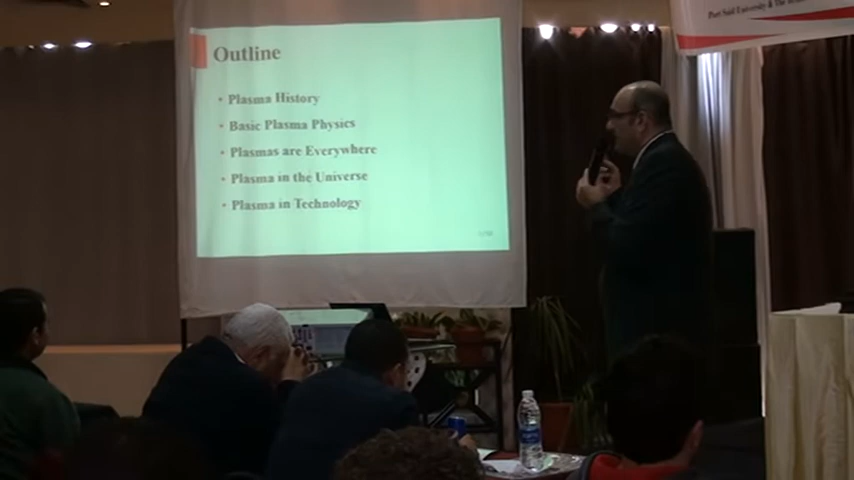 Port Said University & The
Outline
• Plasma History
• Basic Plasma Physics
• Plasmas are Everywhere
• Plasma in the Universe
• Plasma in Technology